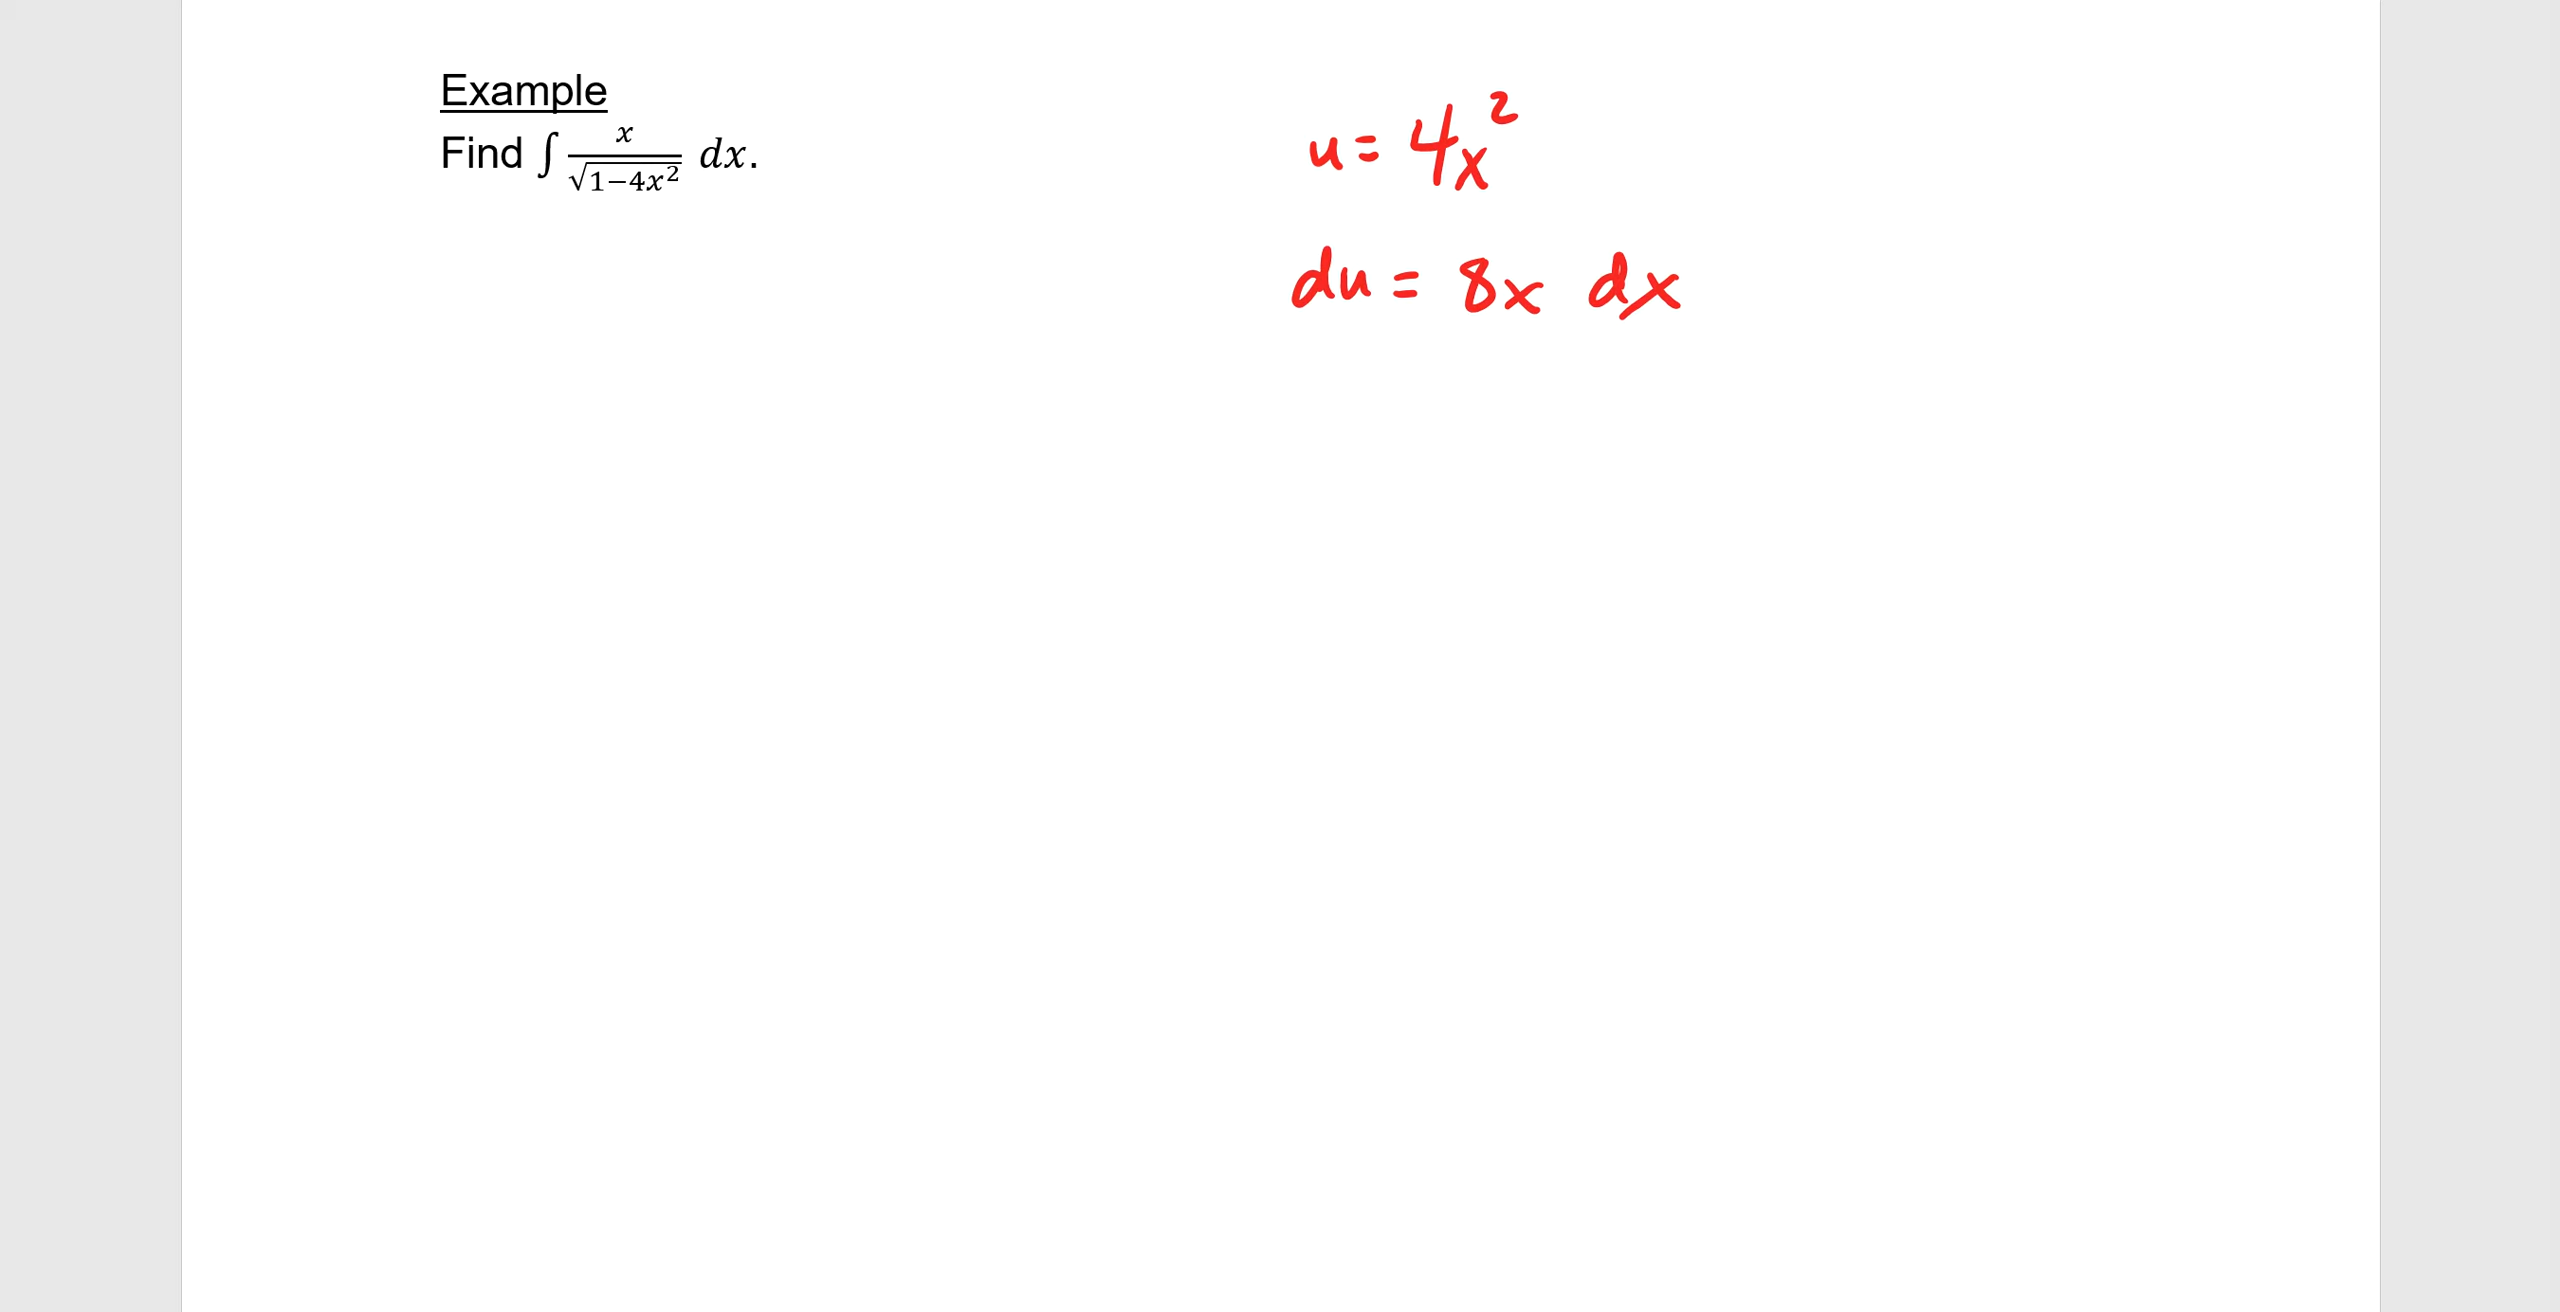 Example
Find ∫ x/√(1−4x²) dx.
u = 4x²
du = 8x dx